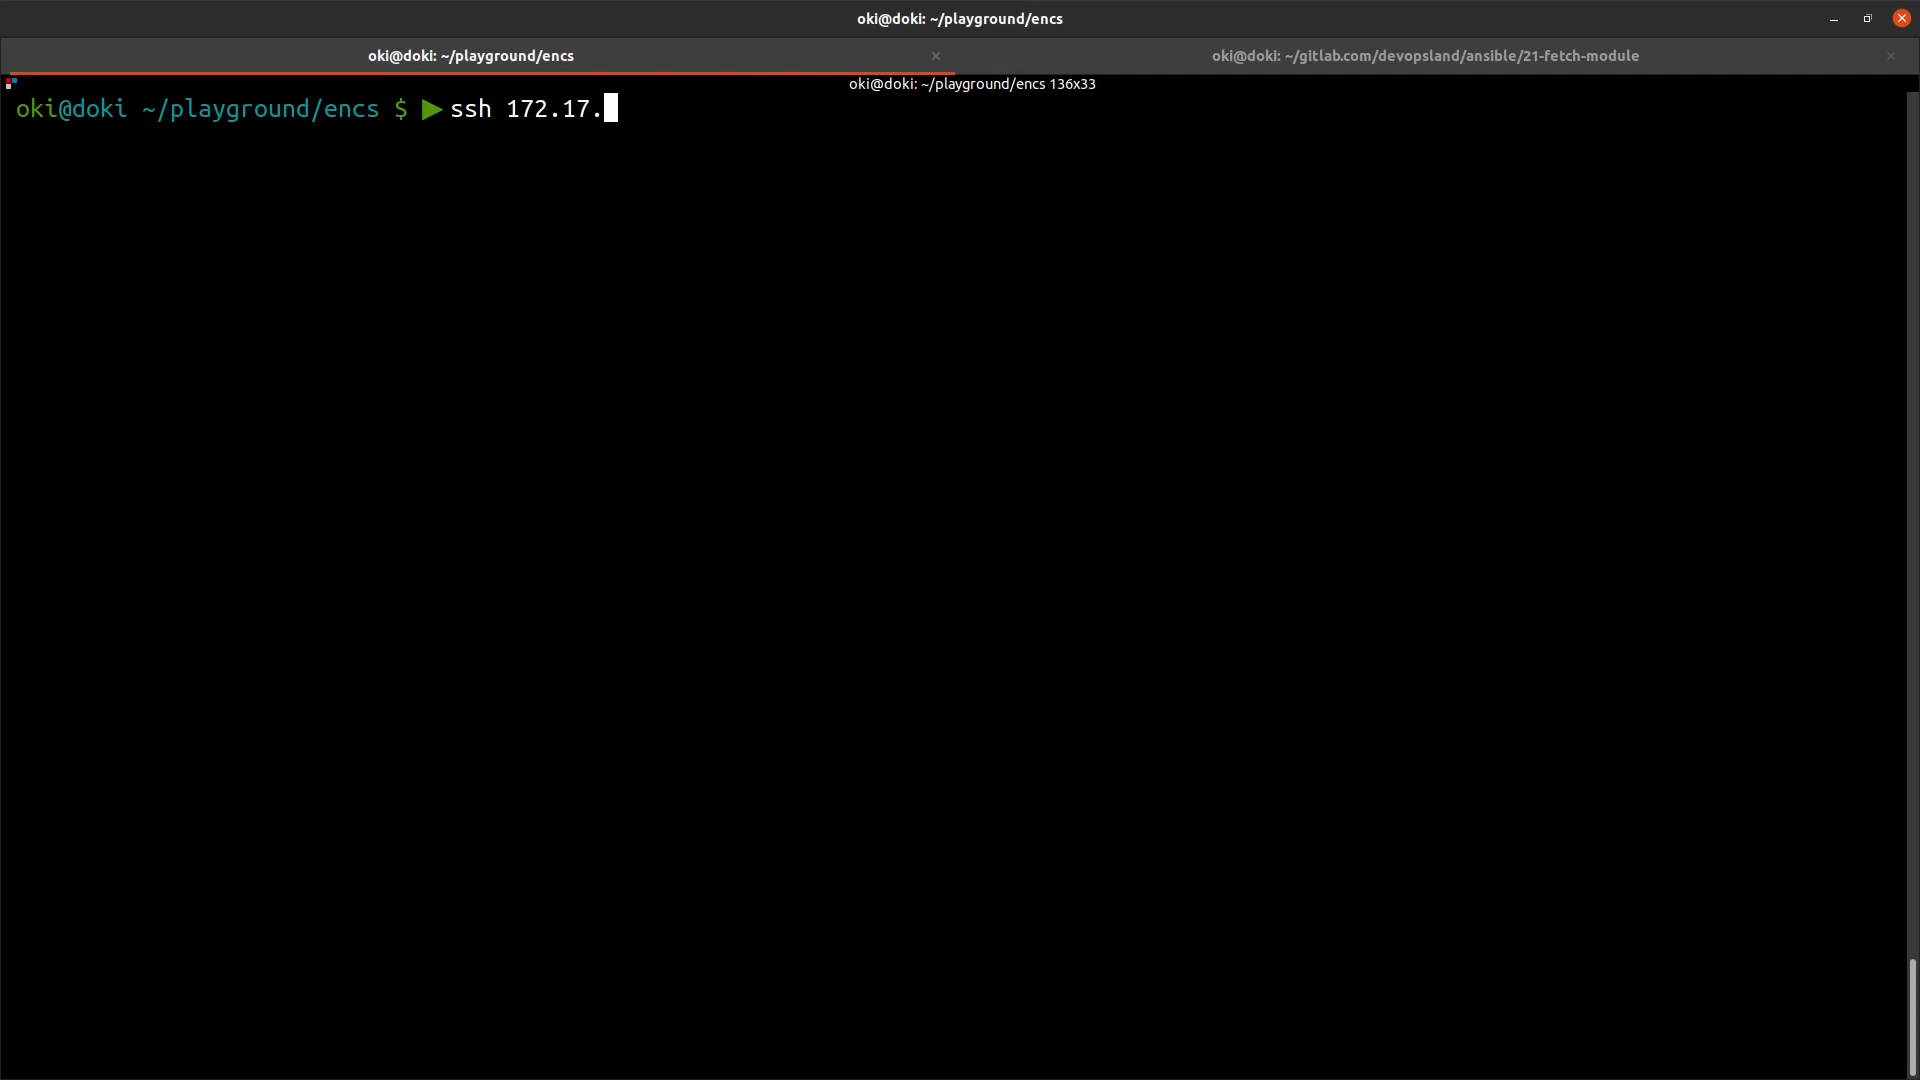 oki@doki: ~/playground/encs
oki@doki: ~/playground/encs × oki@doki: ~/gitlab.com/devopsland/ansible/21-fetch-module ×
oki@doki: ~/playground/encs 136x33
oki@doki ~/playground/encs $ ▶ ssh 172.17.